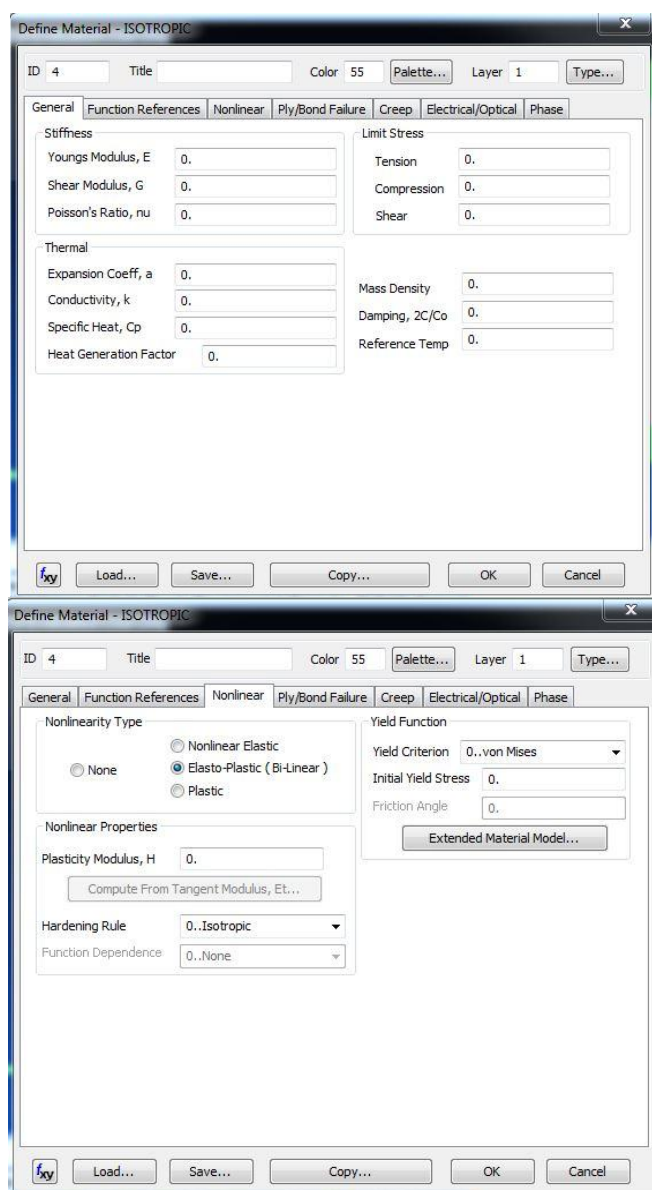 Define Material - ISOTROPIC
x
ID 4 Title Color 55 Palette... Layer 1 Type...
General Function References Nonlinear Ply/Bond Failure Creep Electrical/Optical Phase
Stiffness
Youngs Modulus, E 0.
Shear Modulus, G 0.
Poisson's Ratio, nu 0.
Limit Stress
Tension 0.
Compression 0.
Shear 0.
Thermal
Expansion Coeff, a 0.
Conductivity, k 0.
Specific Heat, Cp 0.
Heat Generation Factor 0.
Mass Density 0.
Damping, 2C/Co 0.
Reference Temp 0.
fxy Load... Save... Copy... OK Cancel
Define Material - ISOTROPIC
x
ID 4 Title Color 55 Palette... Layer 1 Type...
General Function References Nonlinear Ply/Bond Failure Creep Electrical/Optical Phase
Nonlinearity Type
None
Nonlinear Elastic
Elasto-Plastic ( Bi-Linear )
Plastic
Yield Function
Yield Criterion 0..von Mises
Initial Yield Stress 0.
Friction Angle 0.
Extended Material Model...
Nonlinear Properties
Plasticity Modulus, H 0.
Compute From Tangent Modulus, Et...
Hardening Rule 0..Isotropic
Function Dependence 0..None
fxy Load... Save... Copy... OK Cancel